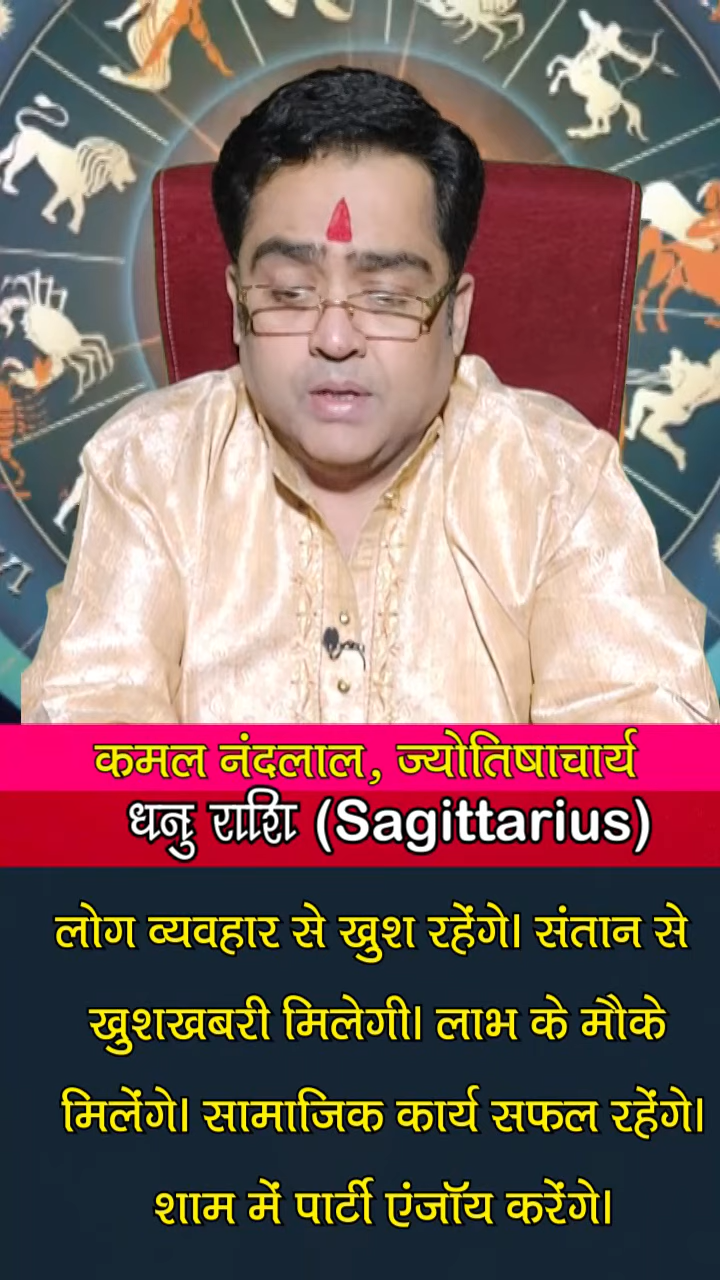 कमल नंदलाल, ज्योतिषाचार्य
धनु राशि (Sagittarius)
लोग व्यवहार से खुश रहेंगे। संतान से
खुशखबरी मिलेगी। लाभ के मौके
मिलेंगे। सामाजिक कार्य सफल रहेंगे।
शाम में पार्टी एंजॉय करेंगे।